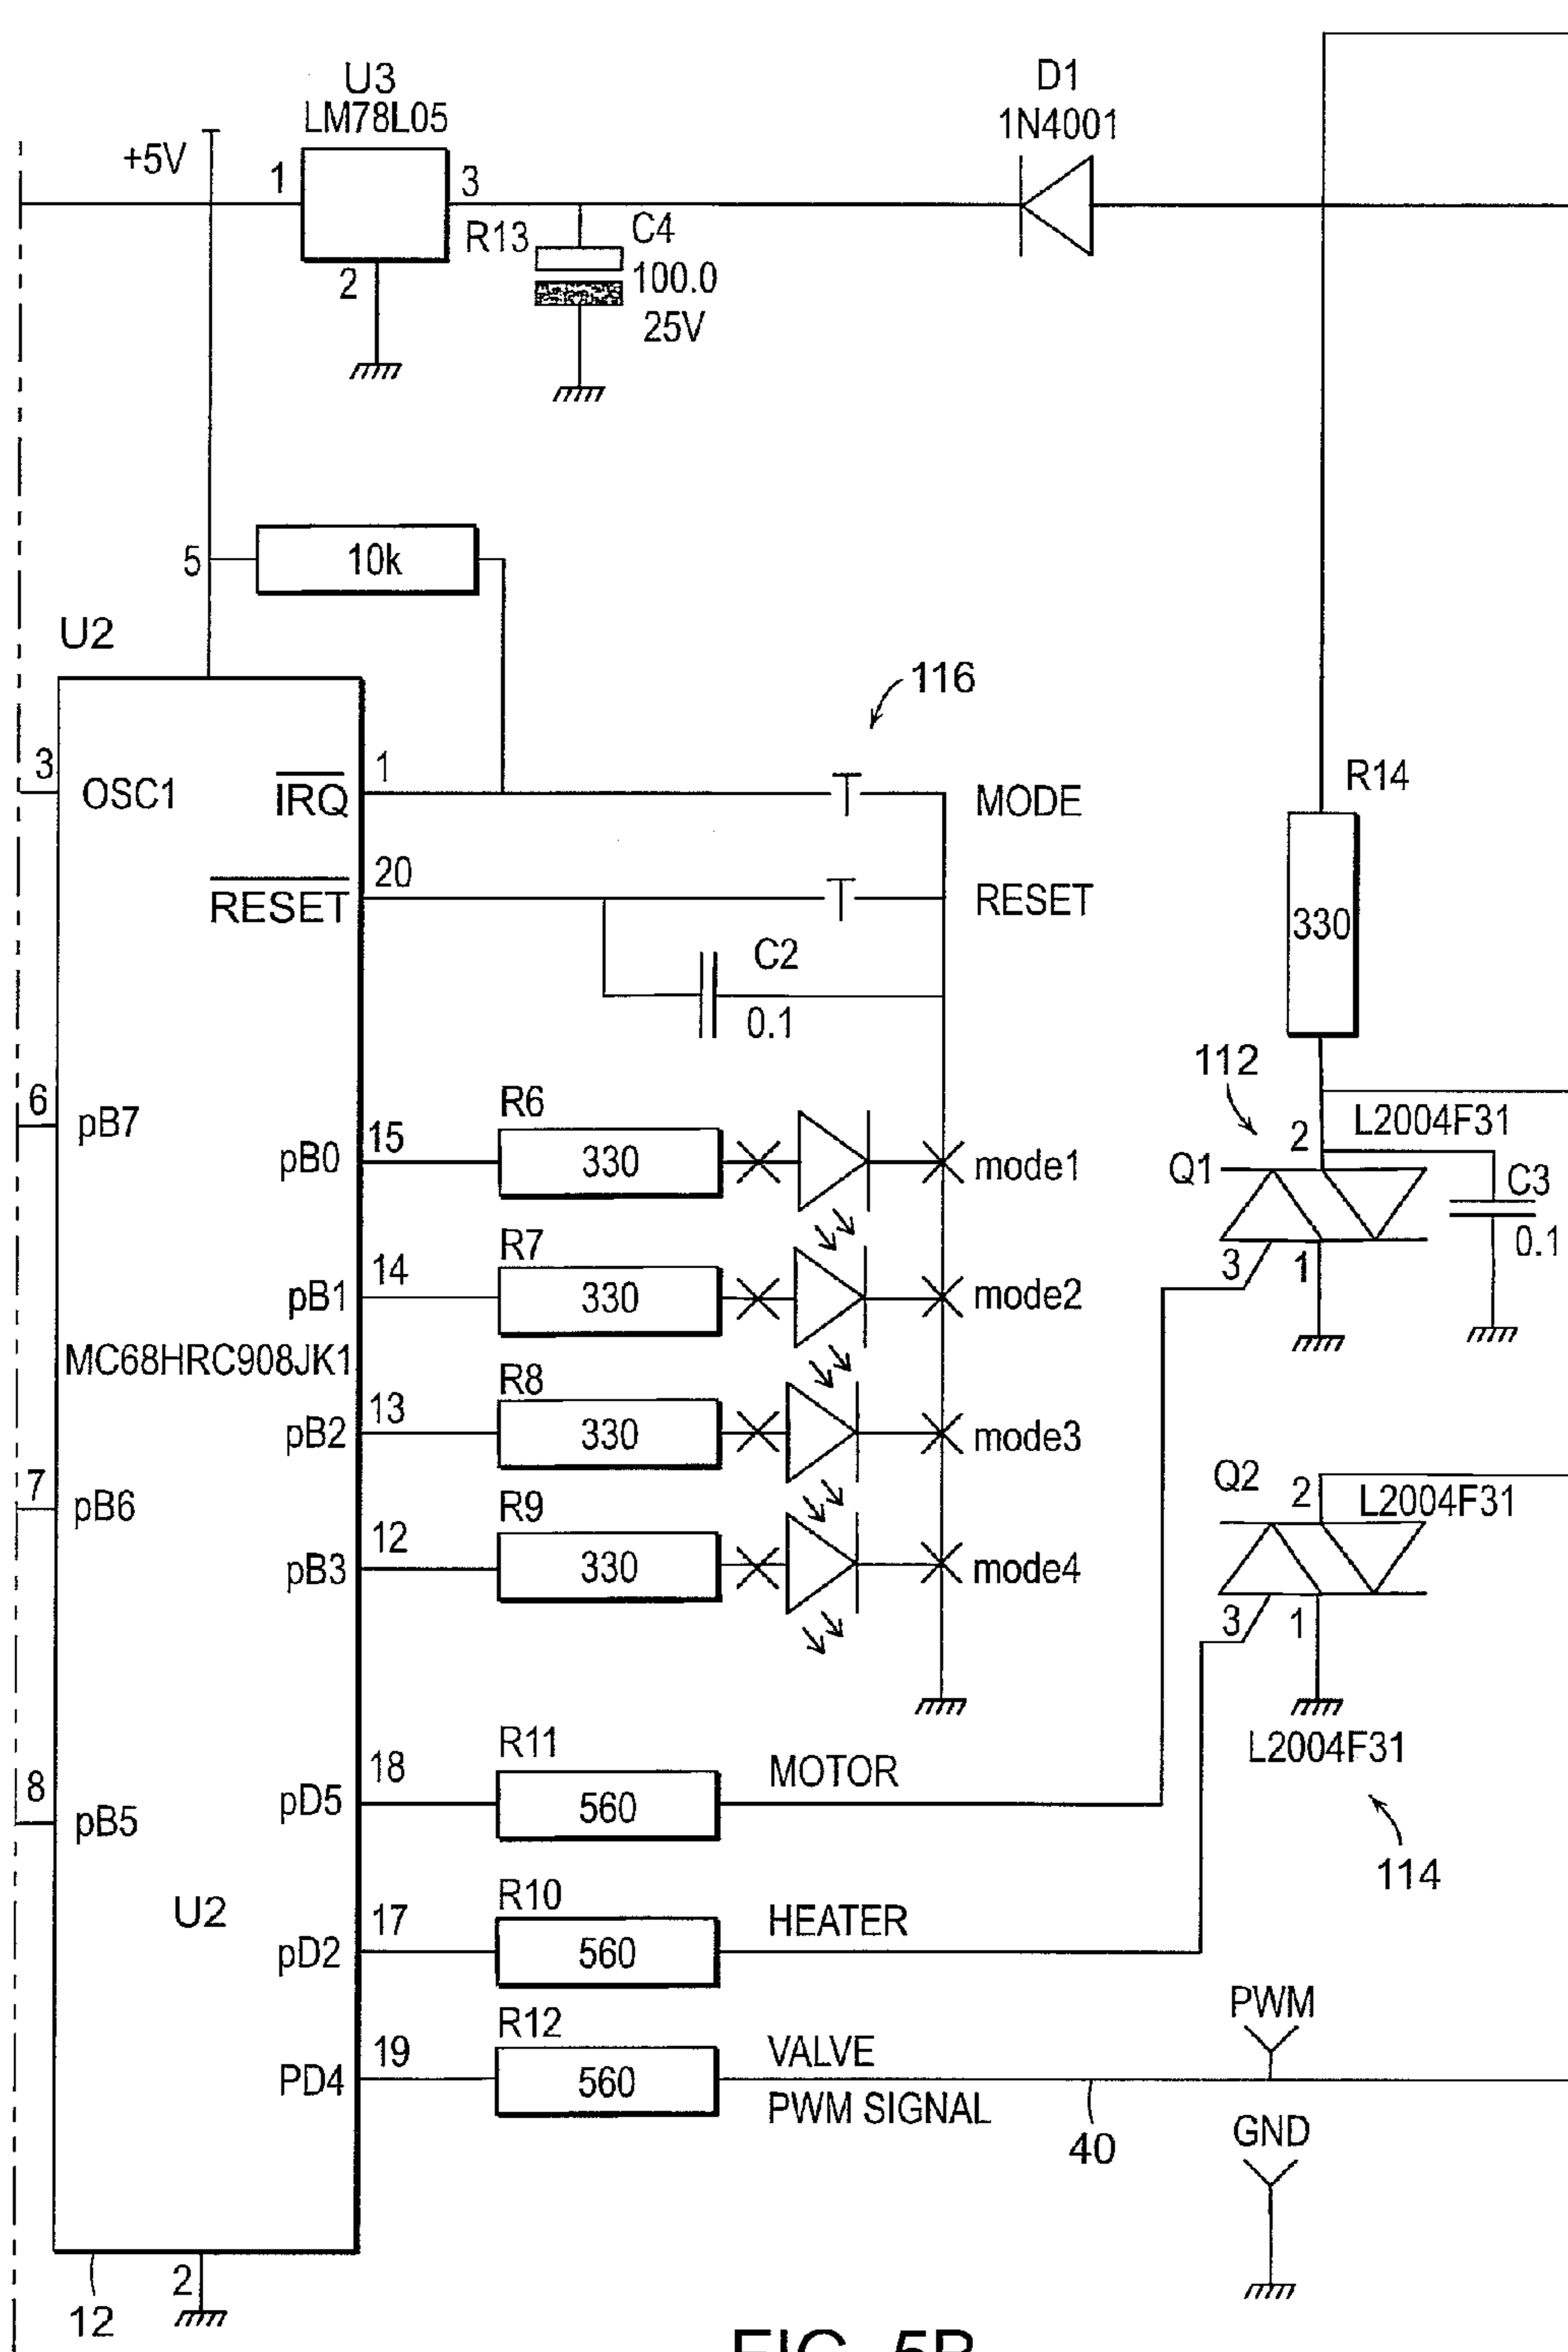 U3
LM78L05
D1
1N4001
+5V
1
3
R13
C4
100.0
25V
2
5
10k
U2
116
3
OSC1
IRQ
1
MODE
R14
RESET
20
RESET
330
C2
0.1
112
6
pB7
pB0
15
R6
330
mode1
Q1
2
L2004F31
C3
0.1
3
1
pB1
14
R7
330
mode2
MC68HRC908JK1
pB2
13
R8
330
mode3
7
pB6
pB3
12
R9
330
mode4
Q2
2
L2004F31
3
1
L2004F31
114
8
pB5
pD5
18
R11
560
MOTOR
U2
pD2
17
R10
560
HEATER
PD4
19
R12
560
VALVE
PWM SIGNAL
40
PWM
GND
2
12
FIG. 5B